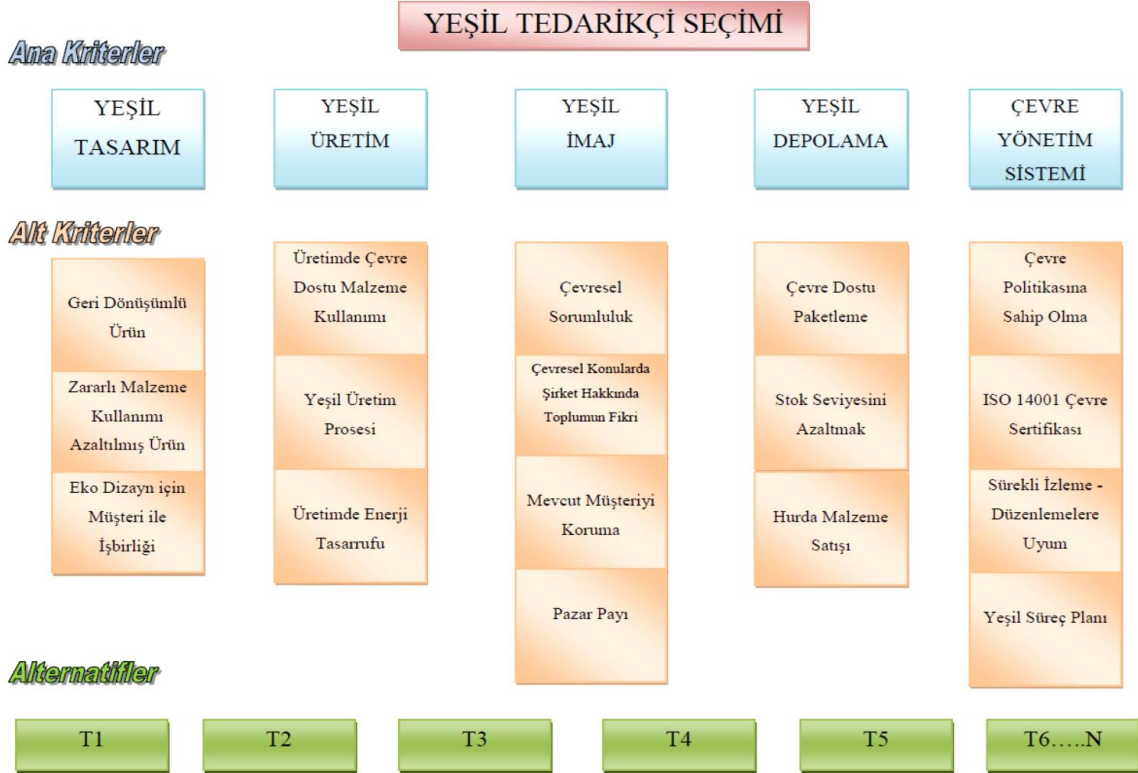 YEŞİL TEDARİKÇİ SEÇİMİ
Ana Kriterler
YEŞİL
TASARIM
YEŞİL
ÜRETİM
YEŞİL
İMAJ
YEŞİL
DEPOLAMA
ÇEVRE
YÖNETİM
SİSTEMİ
Alt Kriterler
Geri Dönüşümlü
Ürün
Zararlı Malzeme
Kullanımı
Azaltılmış Ürün
Eko Dizayn için
Müşteri ile
İşbirliği
Üretimde Çevre
Dostu Malzeme
Kullanımı
Yeşil Üretim
Prosesi
Üretimde Enerji
Tasarrufu
Çevresel
Sorumluluk
Çevresel Konularda
Şirket Hakkında
Toplumun Fikri
Mevcut Müşteriyi
Koruma
Pazar Payı
Çevre Dostu
Paketleme
Stok Seviyesini
Azaltmak
Hurda Malzeme
Satışı
Çevre
Politikasına
Sahip Olma
ISO 14001 Çevre
Sertifikası
Sürekli İzleme -
Düzenlemelere
Uyum
Yeşil Süreç Planı
Alternatifler
T1
T2
T3
T4
T5
T6…..N